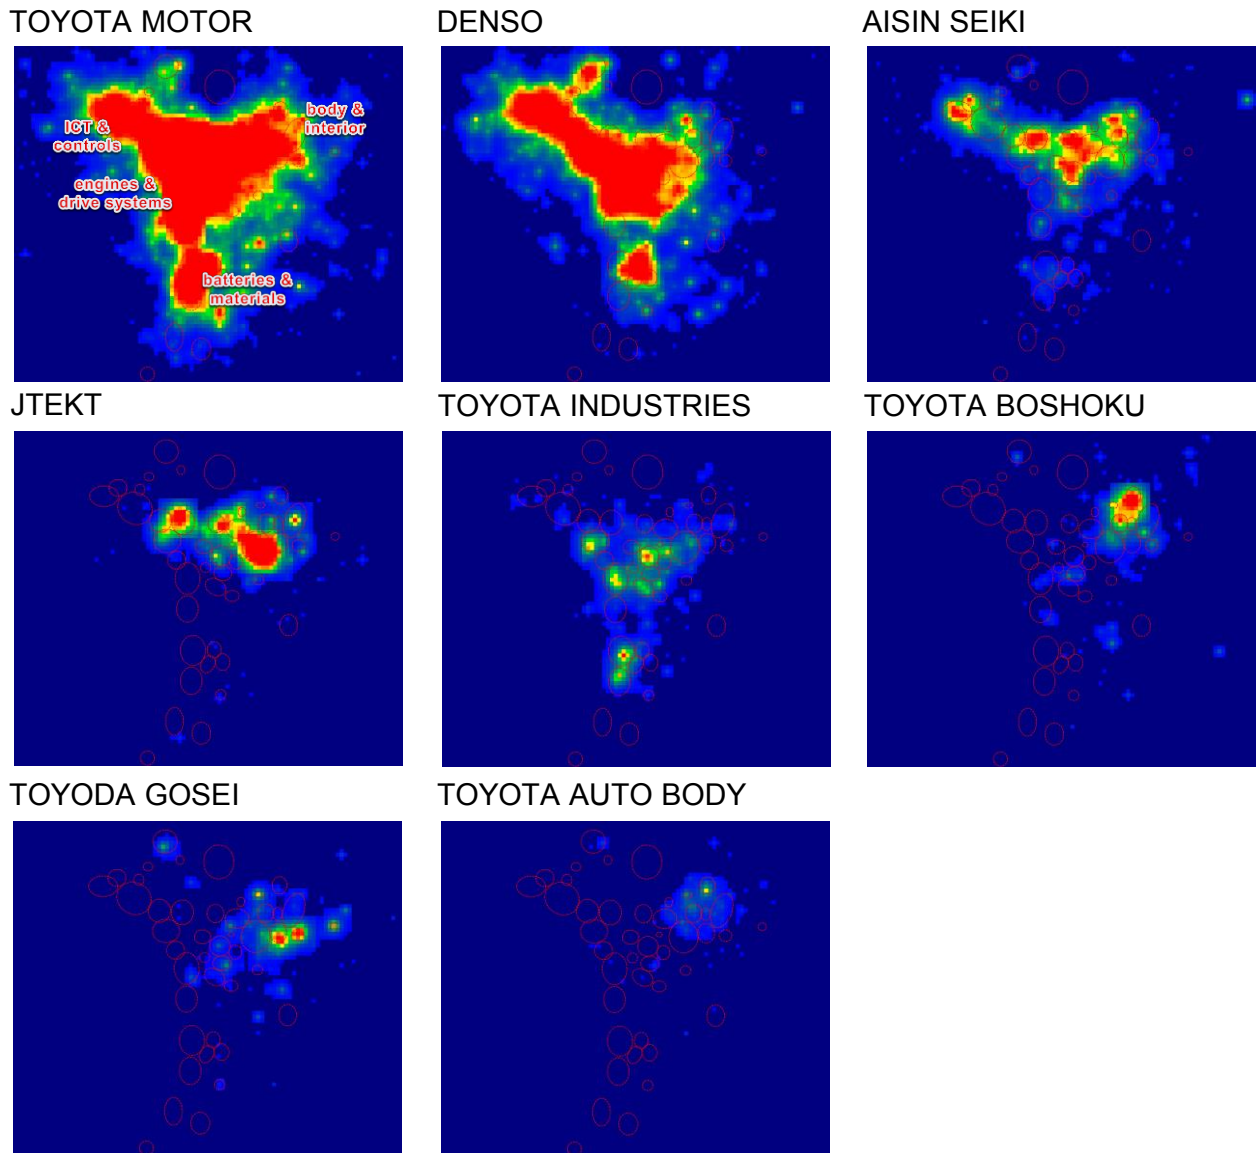 TOYOTA MOTOR
DENSO
AISIN SEIKI
ICT &
controls
body &
interior
engines &
drive systems
batteries &
materials
JTEKT
TOYOTA INDUSTRIES
TOYOTA BOSHOKU
TOYODA GOSEI
TOYOTA AUTO BODY